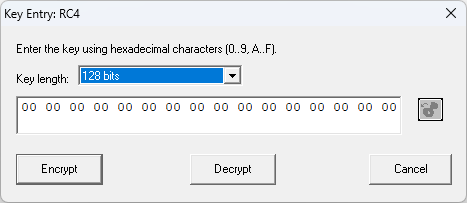 Key Entry: RC4
Enter the key using hexadecimal characters (0..9, A..F).
Key length: 128 bits
00 00 00 00 00 00 00 00 00 00 00 00 00 00 00 00
Encrypt Decrypt Cancel